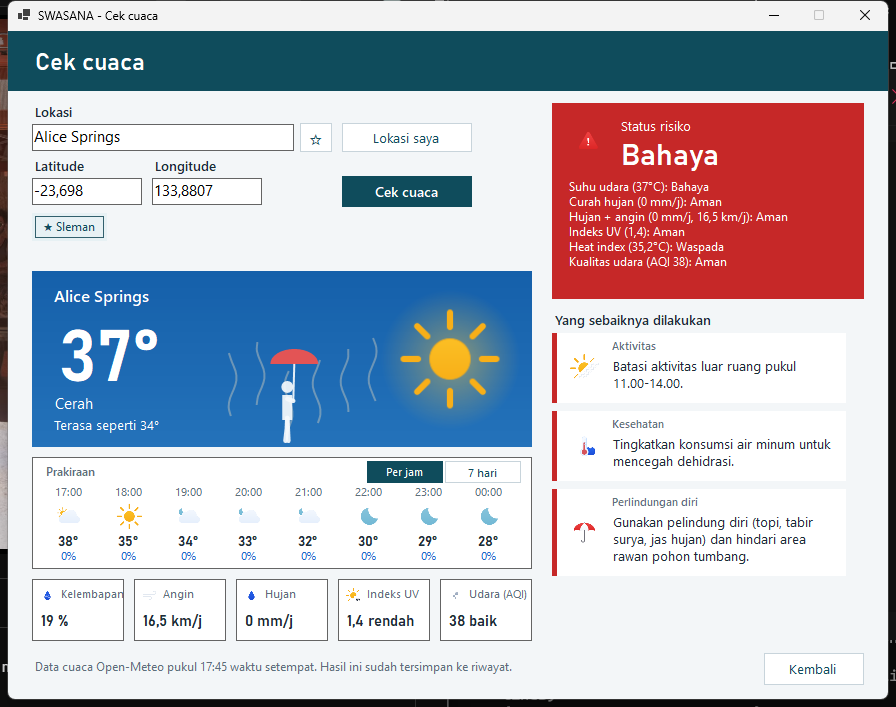 SWASANA - Cek cuaca
Cek cuaca
Lokasi
Alice Springs
☆
Lokasi saya
Latitude
Longitude
-23,698
133,8807
Cek cuaca
★ Sleman
Alice Springs
37°
Cerah
Terasa seperti 34°
Prakiraan
Per jam
7 hari
17:00 18:00 19:00 20:00 21:00 22:00 23:00 00:00
38° 35° 34° 33° 32° 30° 29° 28°
0% 0% 0% 0% 0% 0% 0% 0%
Kelembapan
19 %
Angin
16,5 km/j
Hujan
0 mm/j
Indeks UV
1,4 rendah
Udara (AQI)
38 baik
Data cuaca Open-Meteo pukul 17:45 waktu setempat. Hasil ini sudah tersimpan ke riwayat.
Status risiko
Bahaya
Suhu udara (37°C): Bahaya
Curah hujan (0 mm/j): Aman
Hujan + angin (0 mm/j, 16,5 km/j): Aman
Indeks UV (1,4): Aman
Heat index (35,2°C): Waspada
Kualitas udara (AQI 38): Aman
Yang sebaiknya dilakukan
Aktivitas
Batasi aktivitas luar ruang pukul
11.00-14.00.
Kesehatan
Tingkatkan konsumsi air minum untuk
mencegah dehidrasi.
Perlindungan diri
Gunakan pelindung diri (topi, tabir
surya, jas hujan) dan hindari area
rawan pohon tumbang.
Kembali